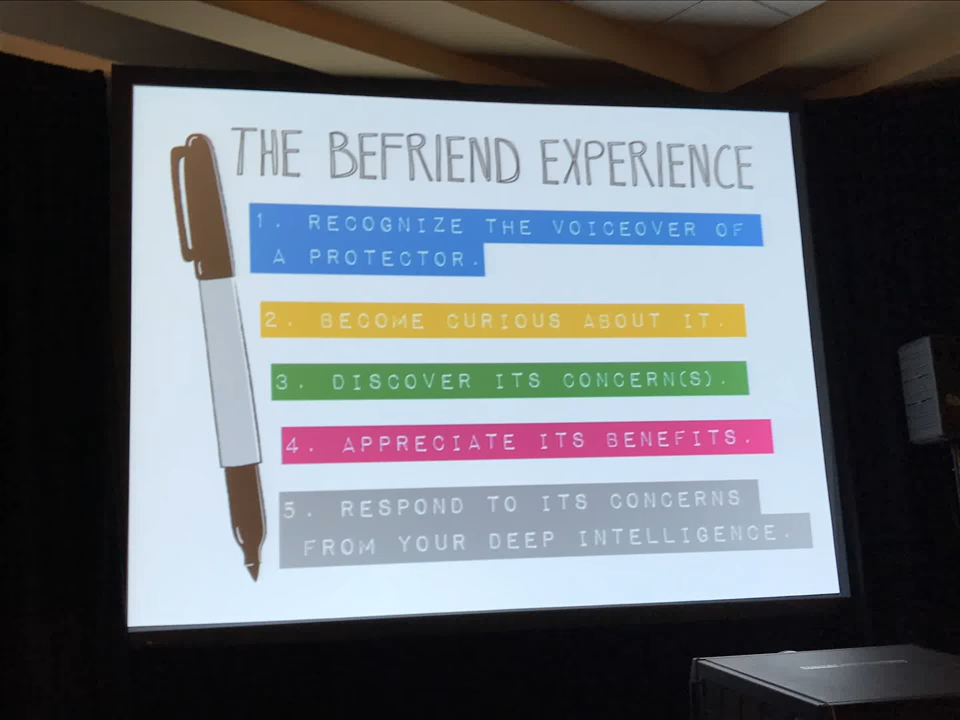 THE BEFRIEND EXPERIENCE
1. RECOGNIZE THE VOICEOVER OF
A PROTECTOR.
2. BECOME CURIOUS ABOUT IT.
3. DISCOVER ITS CONCERN(S).
4. APPRECIATE ITS BENEFITS.
5. RESPOND TO ITS CONCERNS
FROM YOUR DEEP INTELLIGENCE.